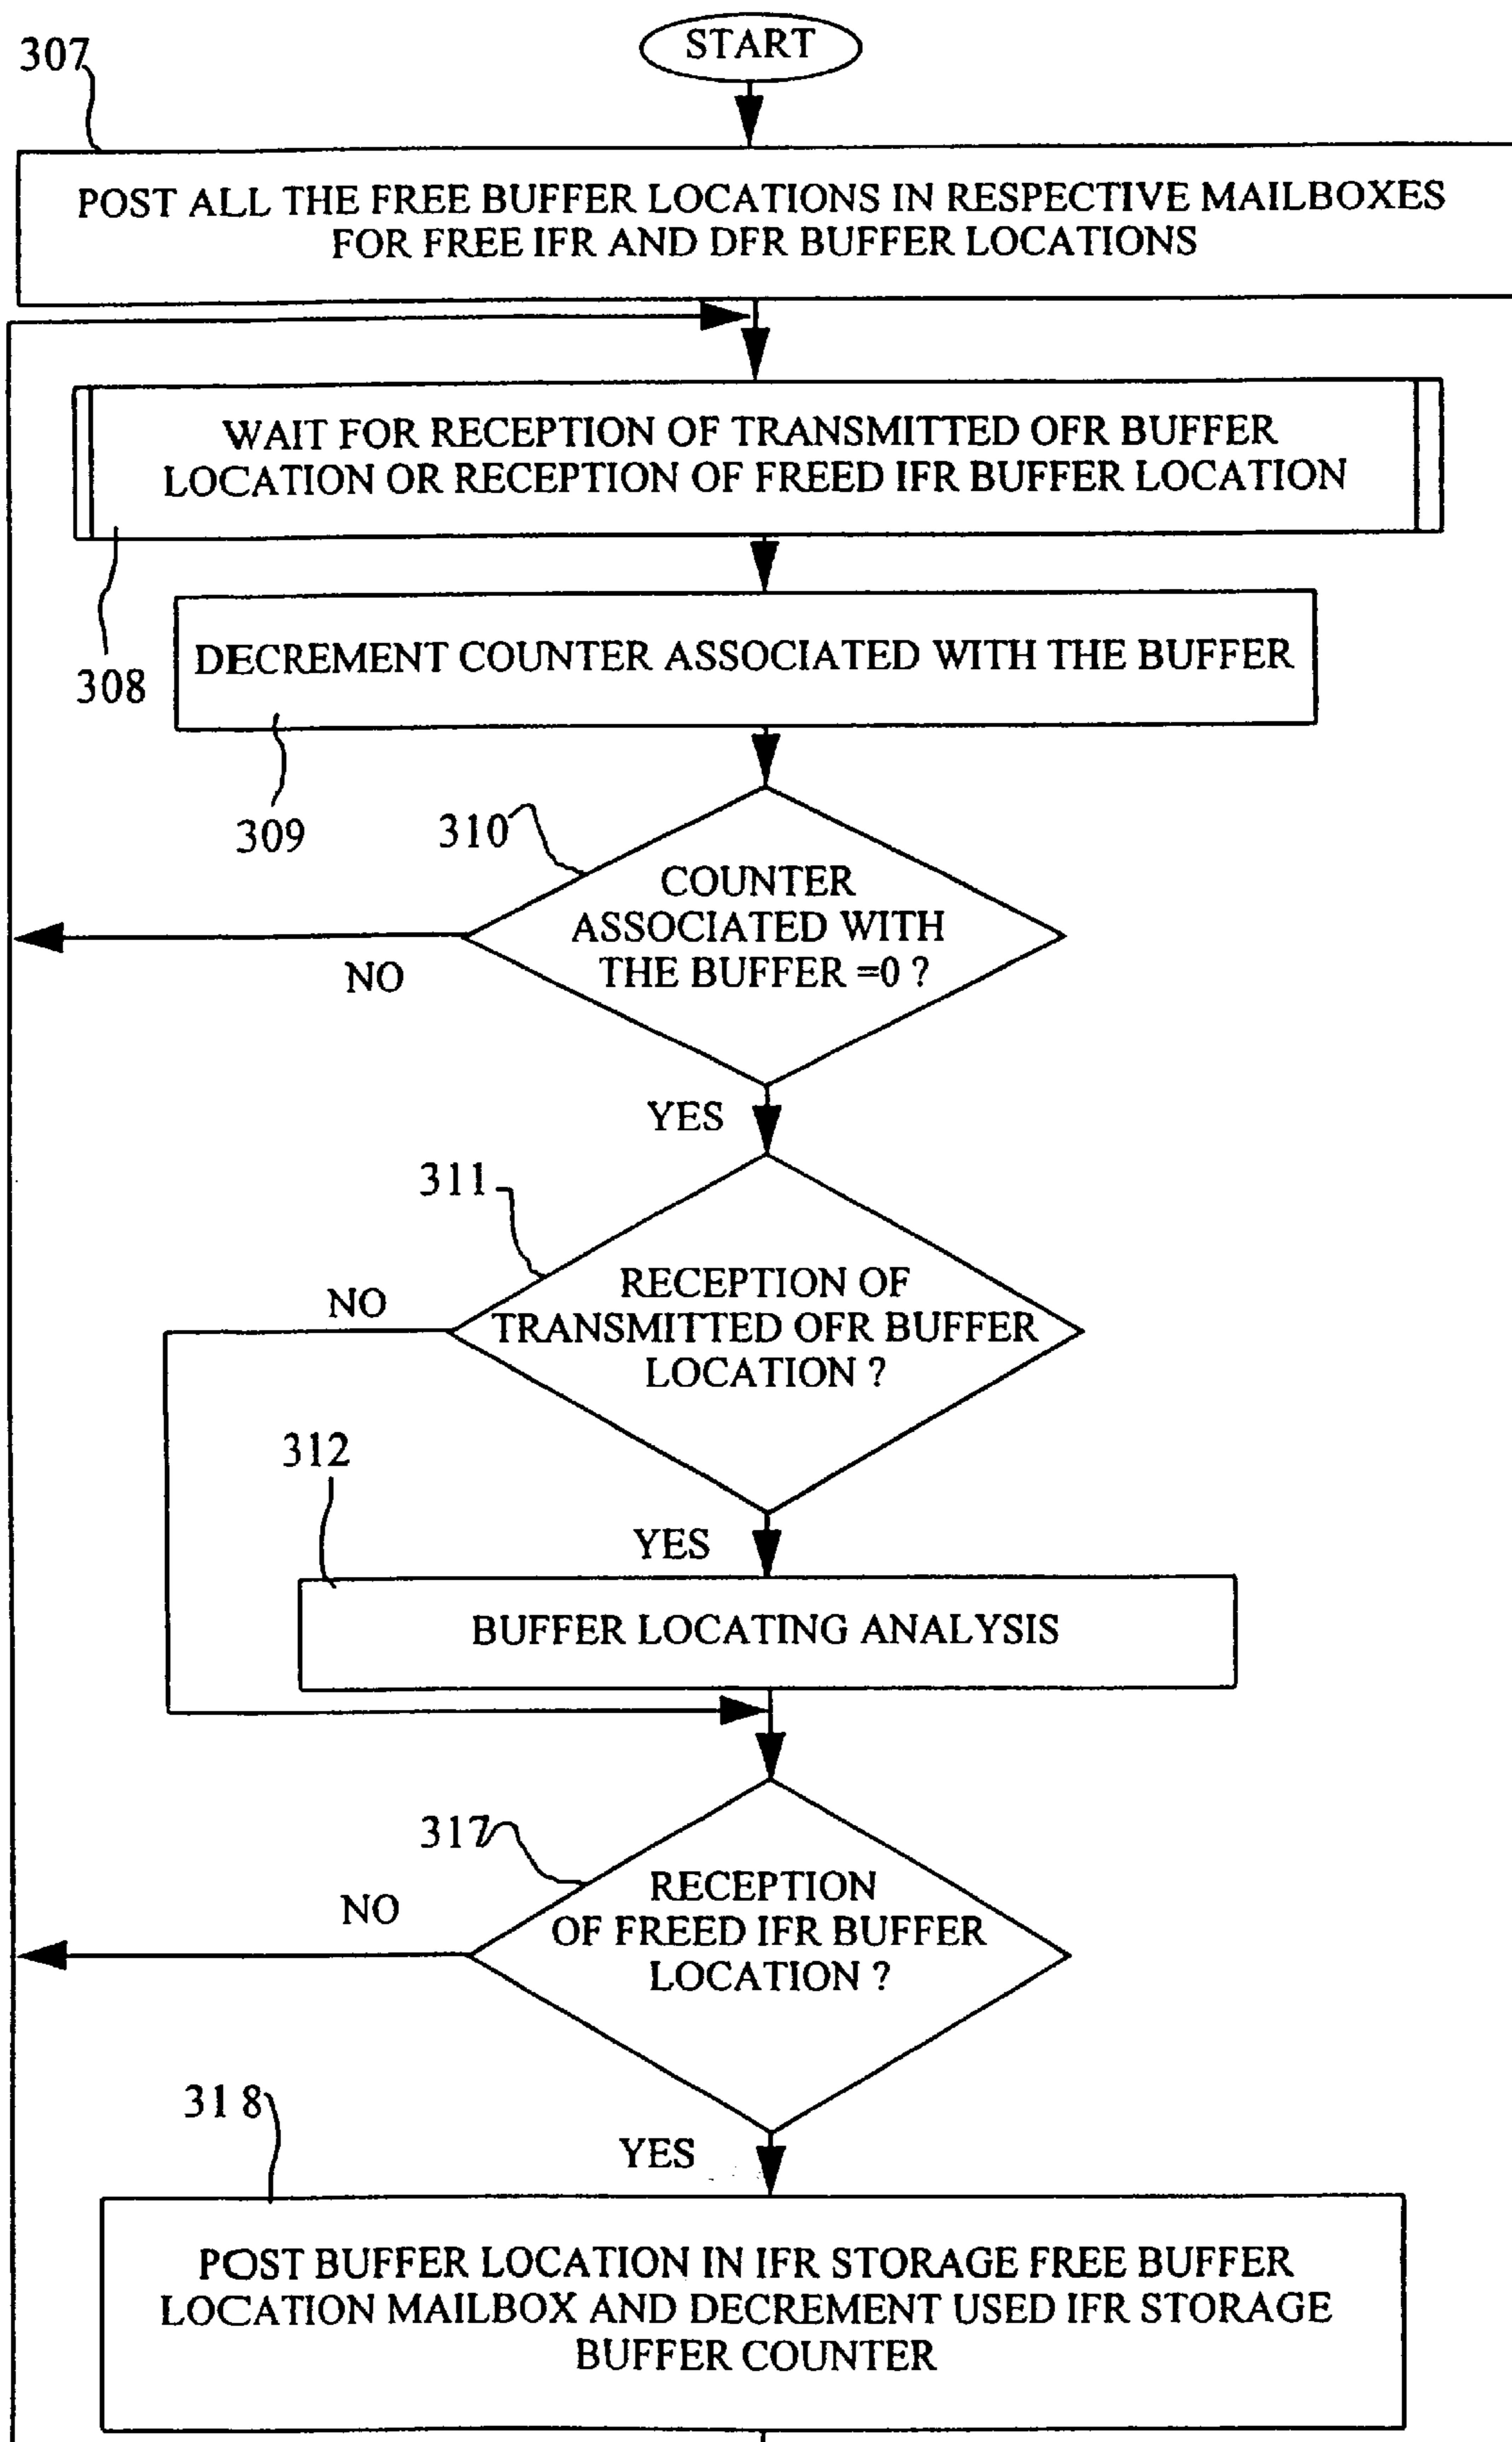 START
307
POST ALL THE FREE BUFFER LOCATIONS IN RESPECTIVE MAILBOXES
FOR FREE IFR AND DFR BUFFER LOCATIONS
WAIT FOR RECEPTION OF TRANSMITTED OFR BUFFER
LOCATION OR RECEPTION OF FREED IFR BUFFER LOCATION
308
DECREMENT COUNTER ASSOCIATED WITH THE BUFFER
309
310
COUNTER
ASSOCIATED WITH
THE BUFFER =0 ?
NO
YES
311
RECEPTION OF
TRANSMITTED OFR BUFFER
LOCATION ?
NO
312
YES
BUFFER LOCATING ANALYSIS
317
RECEPTION
OF FREED IFR BUFFER
LOCATION ?
NO
318
YES
POST BUFFER LOCATION IN IFR STORAGE FREE BUFFER
LOCATION MAILBOX AND DECREMENT USED IFR STORAGE
BUFFER COUNTER